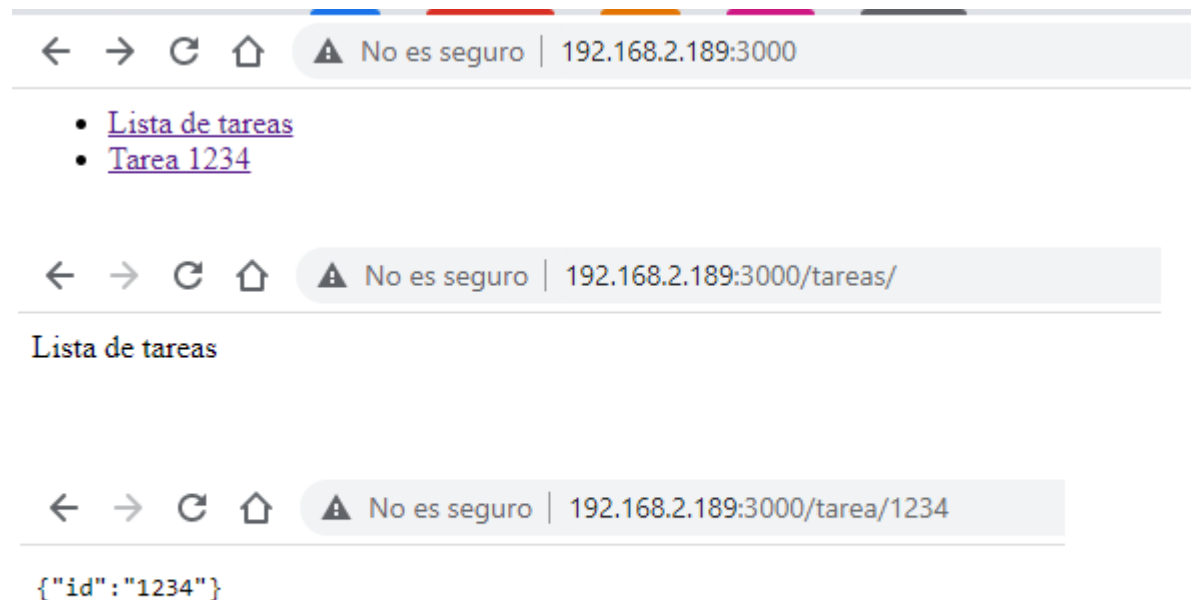 No es seguro | 192.168.2.189:3000
• Lista de tareas
• Tarea 1234
No es seguro | 192.168.2.189:3000/tareas/
Lista de tareas
No es seguro | 192.168.2.189:3000/tarea/1234
{"id":"1234"}